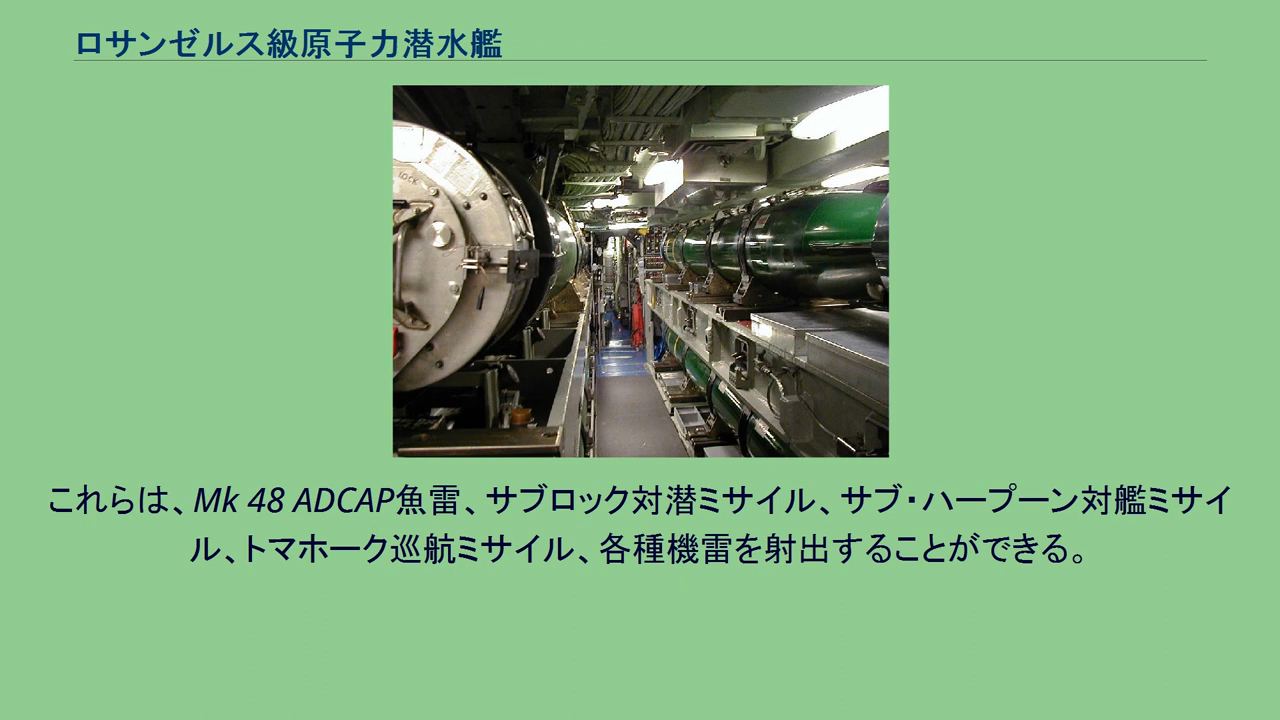 ロサンゼルス級原子力潜水艦
LOCK
これらは、Mk 48 ADCAP魚雷、サブロック対潜ミサイル、サブ・ハープーン対艦ミサイ
ル、トマホーク巡航ミサイル、各種機雷を射出することができる。